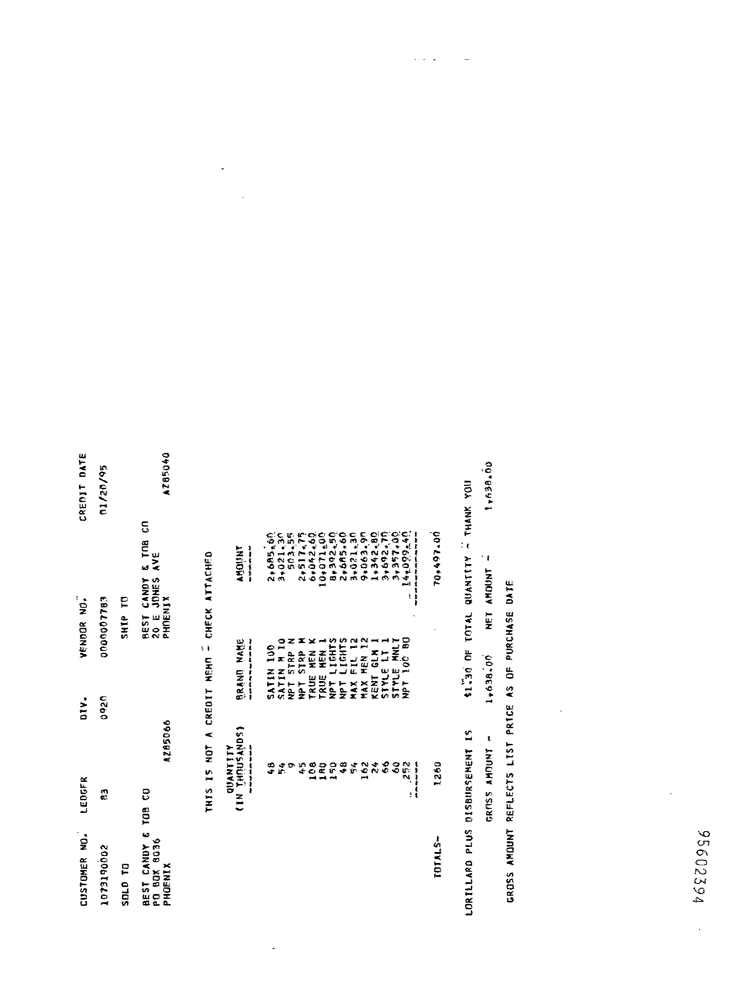 CUSTOMER NO. LEDGER DIV. VENDOR NO. CREDIT DATE
1073190002 83 0920 0000007783 01/20/95
SOLD TO SHIP TO
BEST CANDY & TOB CO BEST CANDY & TOB CO
PO BOX 8036 20 E JONES AVE
PHOENIX AZ85066 PHOENIX AZ85040
THIS IS NOT A CREDIT MEMO - CHECK ATTACHED
QUANTITY
(IN THOUSANDS) BRAND NAME AMOUNT
48 SATIN 100 2,685.60
54 SATIN M 10 3,021.30
9 NPT STRP N 503.55
45 NPT STRP M 2,517.75
108 TRUE MEN K 6,042.60
180 TRUE MEN 1 10,071.00
150 NPT LIGHTS 8,392.50
48 NPT LIGHTS 2,685.60
54 MAX FIL 12 3,021.30
162 MAX MEN 12 9,063.90
24 KENT GLM 1 1,342.80
66 STYLE LT 1 3,692.70
60 STYLE MNLT 3,357.00
252 NPT 100 BO 14,099.40
TOTALS- 1260 70,497.00
LORILLARD PLUS DISBURSEMENT IS $1.30 OF TOTAL QUANTITY - THANK YOU
GROSS AMOUNT - 1,638.00 NET AMOUNT - 1,638.00
GROSS AMOUNT REFLECTS LIST PRICE AS OF PURCHASE DATE
95602394